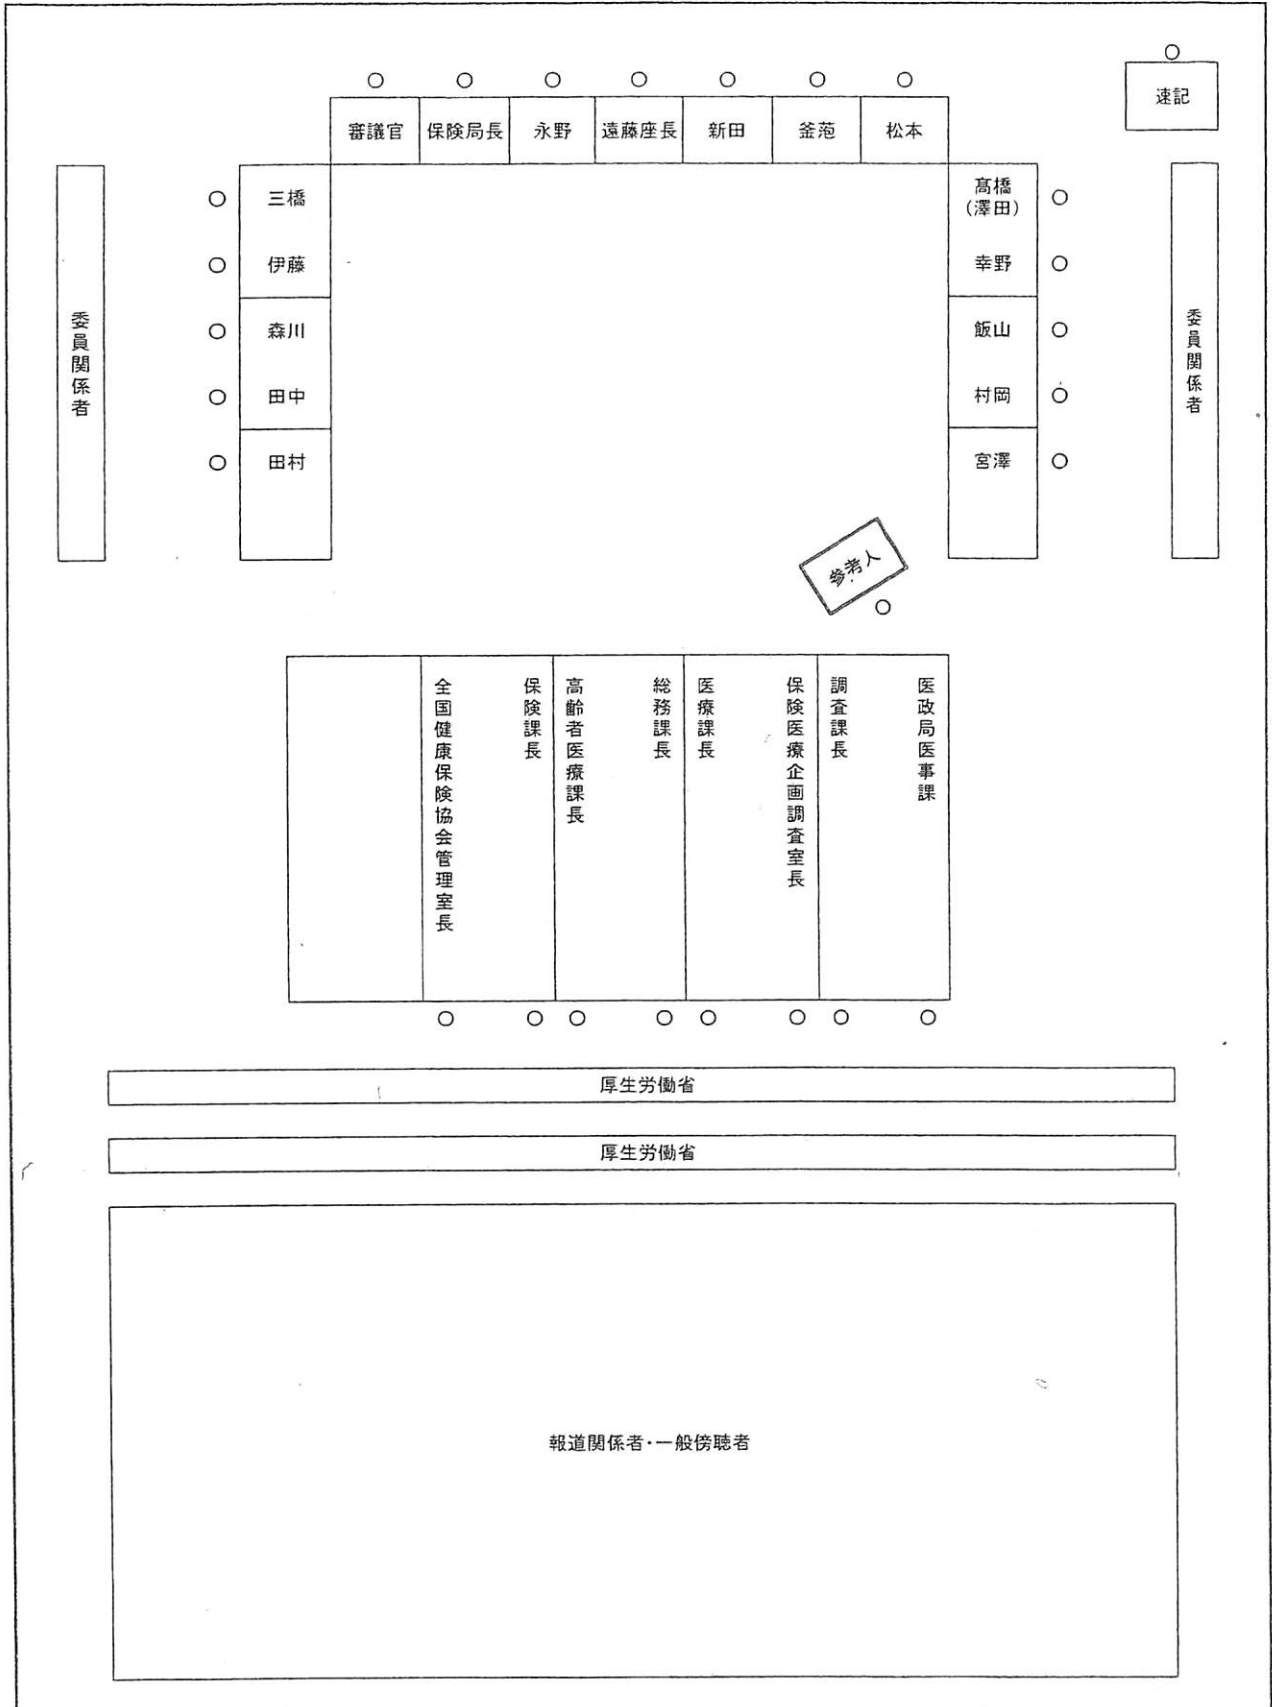 速記
審議官 保険局長 永野 遠藤座長 新田 釜萢 松本
委員関係者
三橋
伊藤
森川
田中
田村
髙橋
(澤田)
幸野
飯山
村岡
宮澤
委員関係者
参考人
全国健康保険協会管理室長
保険課長
高齢者医療課長
総務課長
医療課長
保険医療企画調査室長
調査課長
医政局医事課
厚生労働省
厚生労働省
報道関係者・一般傍聴者